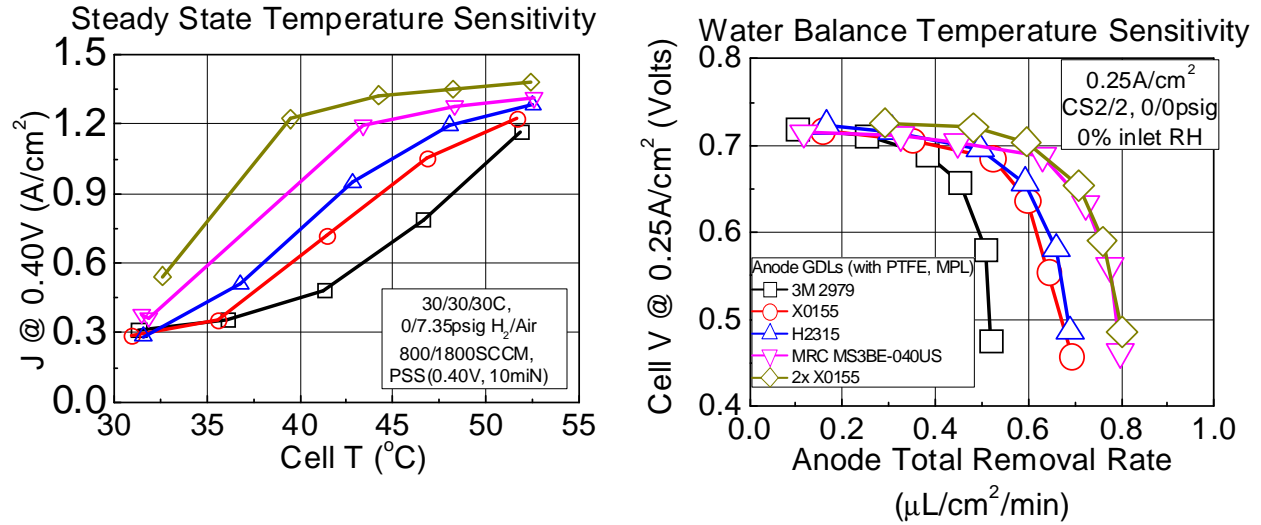 Steady State Temperature Sensitivity
J @ 0.40V (A/cm²)
1.5
1.2
0.9
0.6
0.3
0.0
30/30/30C,
0/7.35psig H₂/Air
800/1800SCCM,
PSS(0.40V, 10miN)
30 35 40 45 50 55
Cell T (°C)
Water Balance Temperature Sensitivity
Cell V @ 0.25A/cm² (Volts)
0.8
0.7
0.6
0.5
0.4
0.25A/cm²
CS2/2, 0/0psig
0% inlet RH
Anode GDLs (with PTFE, MPL)
3M 2979
X0155
H2315
MRC MS3BE-040US
2x X0155
0.0 0.2 0.4 0.6 0.8 1.0
Anode Total Removal Rate
(μL/cm²/min)